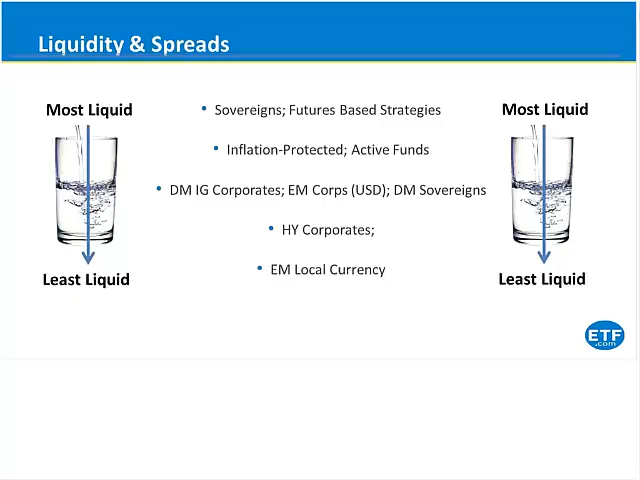 Liquidity & Spreads
Most Liquid
Most Liquid
• Sovereigns; Futures Based Strategies
• Inflation-Protected; Active Funds
• DM IG Corporates; EM Corps (USD); DM Sovereigns
• HY Corporates;
• EM Local Currency
Least Liquid
Least Liquid
ETF
.com